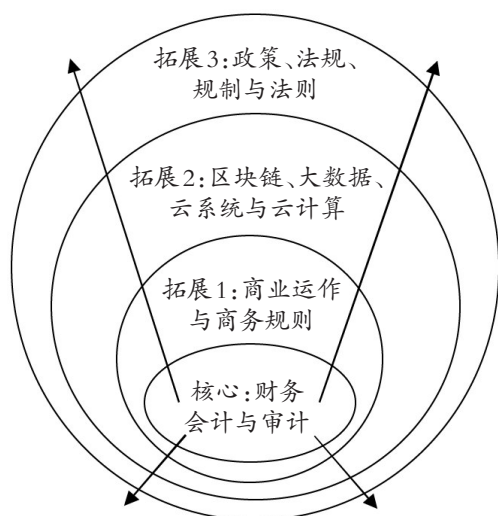 拓展3:政策、法规、
规制与法则
拓展2:区块链、大数据、
云系统与云计算
拓展1:商业运作
与商务规则
核心:财务
会计与审计